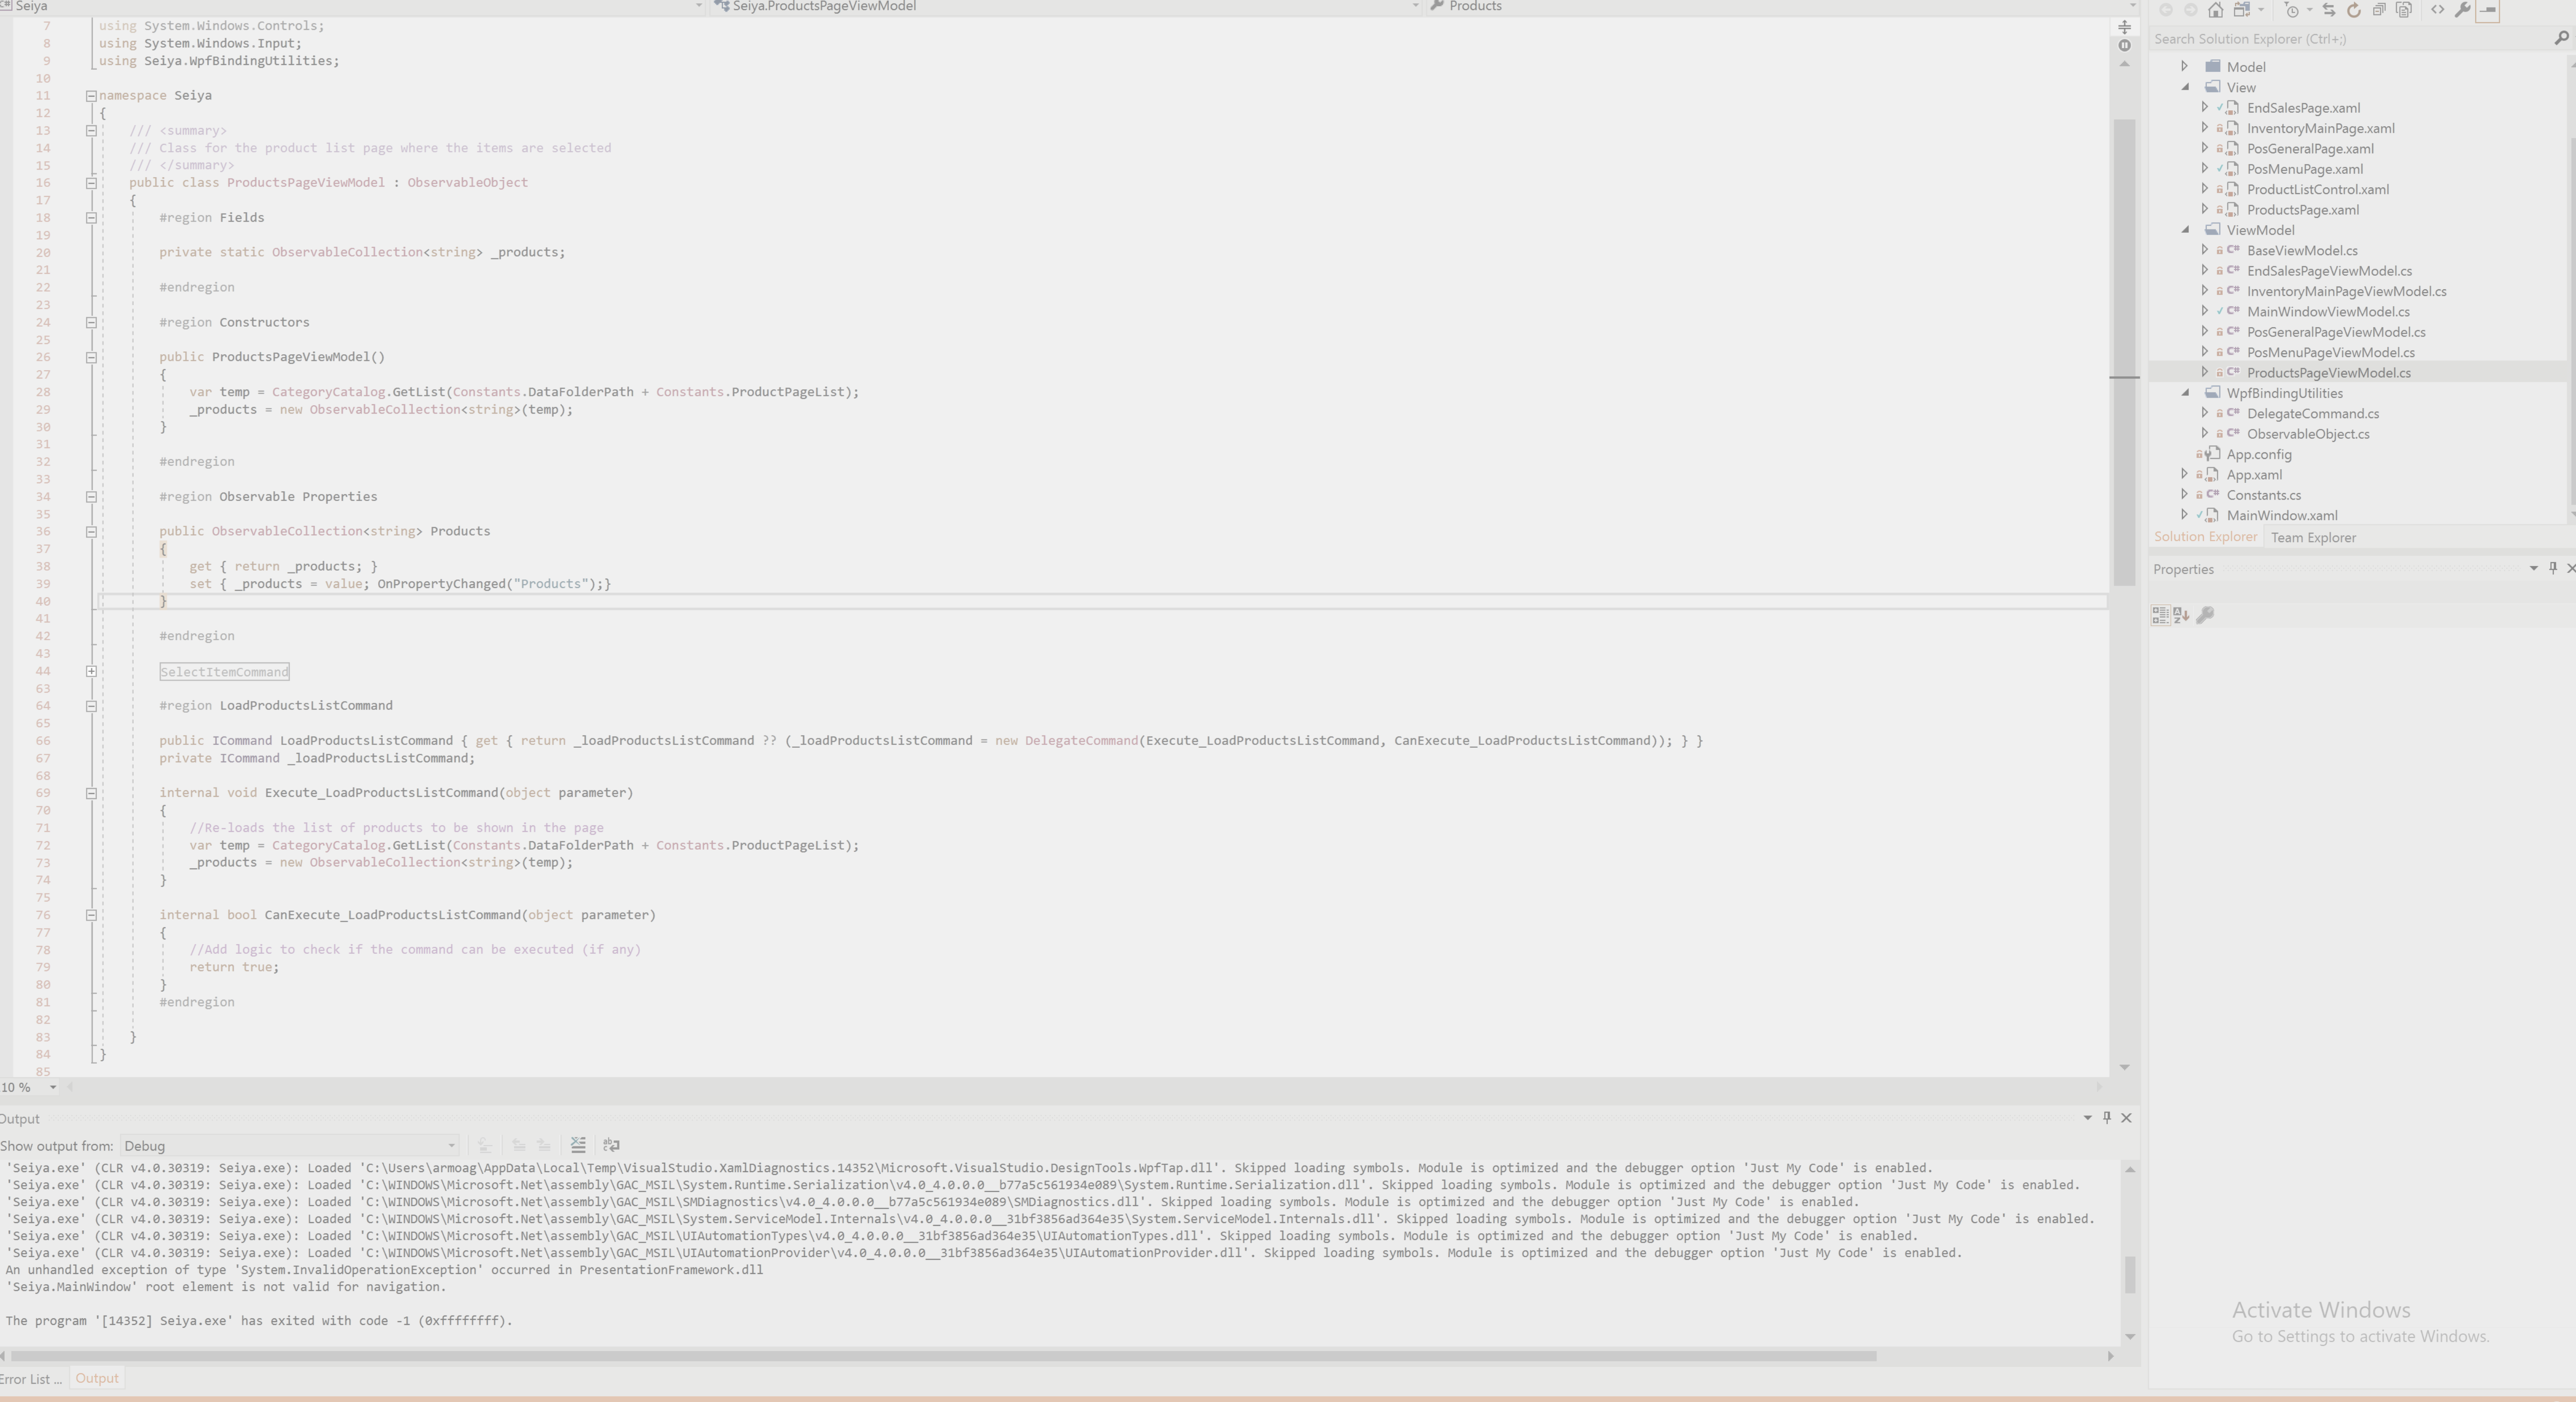 Seiya
Seiya.ProductsPageViewModel
Products
7 using System.Windows.Controls;
8 using System.Windows.Input;
9 using Seiya.WpfBindingUtilities;
10
11 namespace Seiya
12 {
13 /// <summary>
14 /// Class for the product list page where the items are selected
15 /// </summary>
16 public class ProductsPageViewModel : ObservableObject
17 {
18 #region Fields
19
20 private static ObservableCollection<string> _products;
21
22 #endregion
23
24 #region Constructors
25
26 public ProductsPageViewModel()
27 {
28 var temp = CategoryCatalog.GetList(Constants.DataFolderPath + Constants.ProductPageList);
29 _products = new ObservableCollection<string>(temp);
30 }
31
32 #endregion
33
34 #region Observable Properties
35
36 public ObservableCollection<string> Products
37 {
38 get { return _products; }
39 set { _products = value; OnPropertyChanged("Products");}
40 }
41
42 #endregion
43
44 SelectItemCommand
63
64 #region LoadProductsListCommand
65
66 public ICommand LoadProductsListCommand { get { return _loadProductsListCommand ?? (_loadProductsListCommand = new DelegateCommand(Execute_LoadProductsListCommand, CanExecute_LoadProductsListCommand)); } }
67 private ICommand _loadProductsListCommand;
68
69 internal void Execute_LoadProductsListCommand(object parameter)
70 {
71 //Re-loads the list of products to be shown in the page
72 var temp = CategoryCatalog.GetList(Constants.DataFolderPath + Constants.ProductPageList);
73 _products = new ObservableCollection<string>(temp);
74 }
75
76 internal bool CanExecute_LoadProductsListCommand(object parameter)
77 {
78 //Add logic to check if the command can be executed (if any)
79 return true;
80 }
81 #endregion
82
83 }
84 }
85
10 %
Output
Show output from: Debug
'Seiya.exe' (CLR v4.0.30319: Seiya.exe): Loaded 'C:\Users\armoag\AppData\Local\Temp\VisualStudio.XamlDiagnostics.14352\Microsoft.VisualStudio.DesignTools.WpfTap.dll'. Skipped loading symbols. Module is optimized and the debugger option 'Just My Code' is enabled.
'Seiya.exe' (CLR v4.0.30319: Seiya.exe): Loaded 'C:\WINDOWS\Microsoft.Net\assembly\GAC_MSIL\System.Runtime.Serialization\v4.0_4.0.0.0__b77a5c561934e089\System.Runtime.Serialization.dll'. Skipped loading symbols. Module is optimized and the debugger option 'Just My Code' is enabled.
'Seiya.exe' (CLR v4.0.30319: Seiya.exe): Loaded 'C:\WINDOWS\Microsoft.Net\assembly\GAC_MSIL\SMDiagnostics\v4.0_4.0.0.0__b77a5c561934e089\SMDiagnostics.dll'. Skipped loading symbols. Module is optimized and the debugger option 'Just My Code' is enabled.
'Seiya.exe' (CLR v4.0.30319: Seiya.exe): Loaded 'C:\WINDOWS\Microsoft.Net\assembly\GAC_MSIL\System.ServiceModel.Internals\v4.0_4.0.0.0__31bf3856ad364e35\System.ServiceModel.Internals.dll'. Skipped loading symbols. Module is optimized and the debugger option 'Just My Code' is enabled.
'Seiya.exe' (CLR v4.0.30319: Seiya.exe): Loaded 'C:\WINDOWS\Microsoft.Net\assembly\GAC_MSIL\UIAutomationTypes\v4.0_4.0.0.0__31bf3856ad364e35\UIAutomationTypes.dll'. Skipped loading symbols. Module is optimized and the debugger option 'Just My Code' is enabled.
'Seiya.exe' (CLR v4.0.30319: Seiya.exe): Loaded 'C:\WINDOWS\Microsoft.Net\assembly\GAC_MSIL\UIAutomationProvider\v4.0_4.0.0.0__31bf3856ad364e35\UIAutomationProvider.dll'. Skipped loading symbols. Module is optimized and the debugger option 'Just My Code' is enabled.
An unhandled exception of type 'System.InvalidOperationException' occurred in PresentationFramework.dll
'Seiya.MainWindow' root element is not valid for navigation.
The program '[14352] Seiya.exe' has exited with code -1 (0xffffffff).
Error List ...
Output
Search Solution Explorer (Ctrl+;)
Model
View
EndSalesPage.xaml
InventoryMainPage.xaml
PosGeneralPage.xaml
PosMenuPage.xaml
ProductListControl.xaml
ProductsPage.xaml
ViewModel
C# BaseViewModel.cs
C# EndSalesPageViewModel.cs
C# InventoryMainPageViewModel.cs
C# MainWindowViewModel.cs
C# PosGeneralPageViewModel.cs
C# PosMenuPageViewModel.cs
C# ProductsPageViewModel.cs
WpfBindingUtilities
C# DelegateCommand.cs
C# ObservableObject.cs
App.config
App.xaml
C# Constants.cs
MainWindow.xaml
Solution Explorer
Team Explorer
Properties
Activate Windows
Go to Settings to activate Windows.